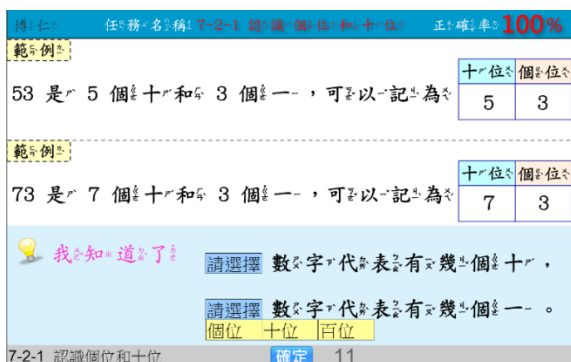 博仁 任務名稱 7-2-1 認識個位和十位 正確率 100%
範例
53 是 5 個十和 3 個一，可以記為
十位 個位
5 3
範例
73 是 7 個十和 3 個一，可以記為
十位 個位
7 3
我知道了
請選擇 數字代表有幾個十，
請選擇 數字代表有幾個一。
個位 十位 百位
7-2-1 認識個位和十位 確定 11